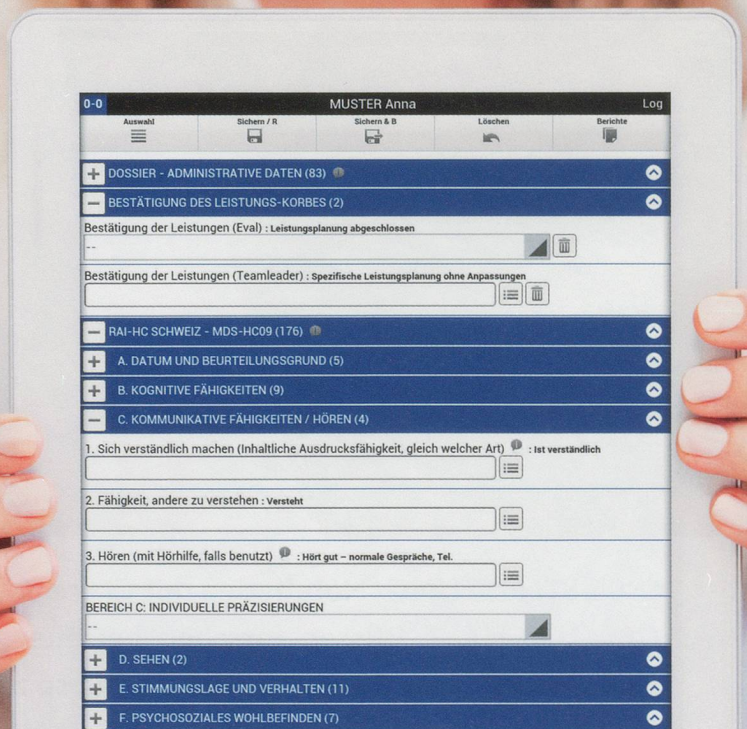 0-0 MUSTER Anna Log
Auswahl Sichern / R Sichern & B Löschen Berichte
DOSSIER - ADMINISTRATIVE DATEN (83)
BESTÄTIGUNG DES LEISTUNGS-KORBES (2)
Bestätigung der Leistungen (Eval) : Leistungsplanung abgeschlossen
--
Bestätigung der Leistungen (Teamleader) : Spezifische Leistungsplanung ohne Anpassungen
RAI-HC SCHWEIZ - MDS-HC09 (176)
A. DATUM UND BEURTEILUNGSGRUND (5)
B. KOGNITIVE FÄHIGKEITEN (9)
C. KOMMUNIKATIVE FÄHIGKEITEN / HÖREN (4)
1. Sich verständlich machen (Inhaltliche Ausdrucksfähigkeit, gleich welcher Art) : Ist verständlich
2. Fähigkeit, andere zu verstehen : Versteht
3. Hören (mit Hörhilfe, falls benutzt) : Hört gut – normale Gespräche, Tel.
BEREICH C: INDIVIDUELLE PRÄZISIERUNGEN
--
D. SEHEN (2)
E. STIMMUNGSLAGE UND VERHALTEN (11)
F. PSYCHOSOZIALES WOHLBEFINDEN (7)